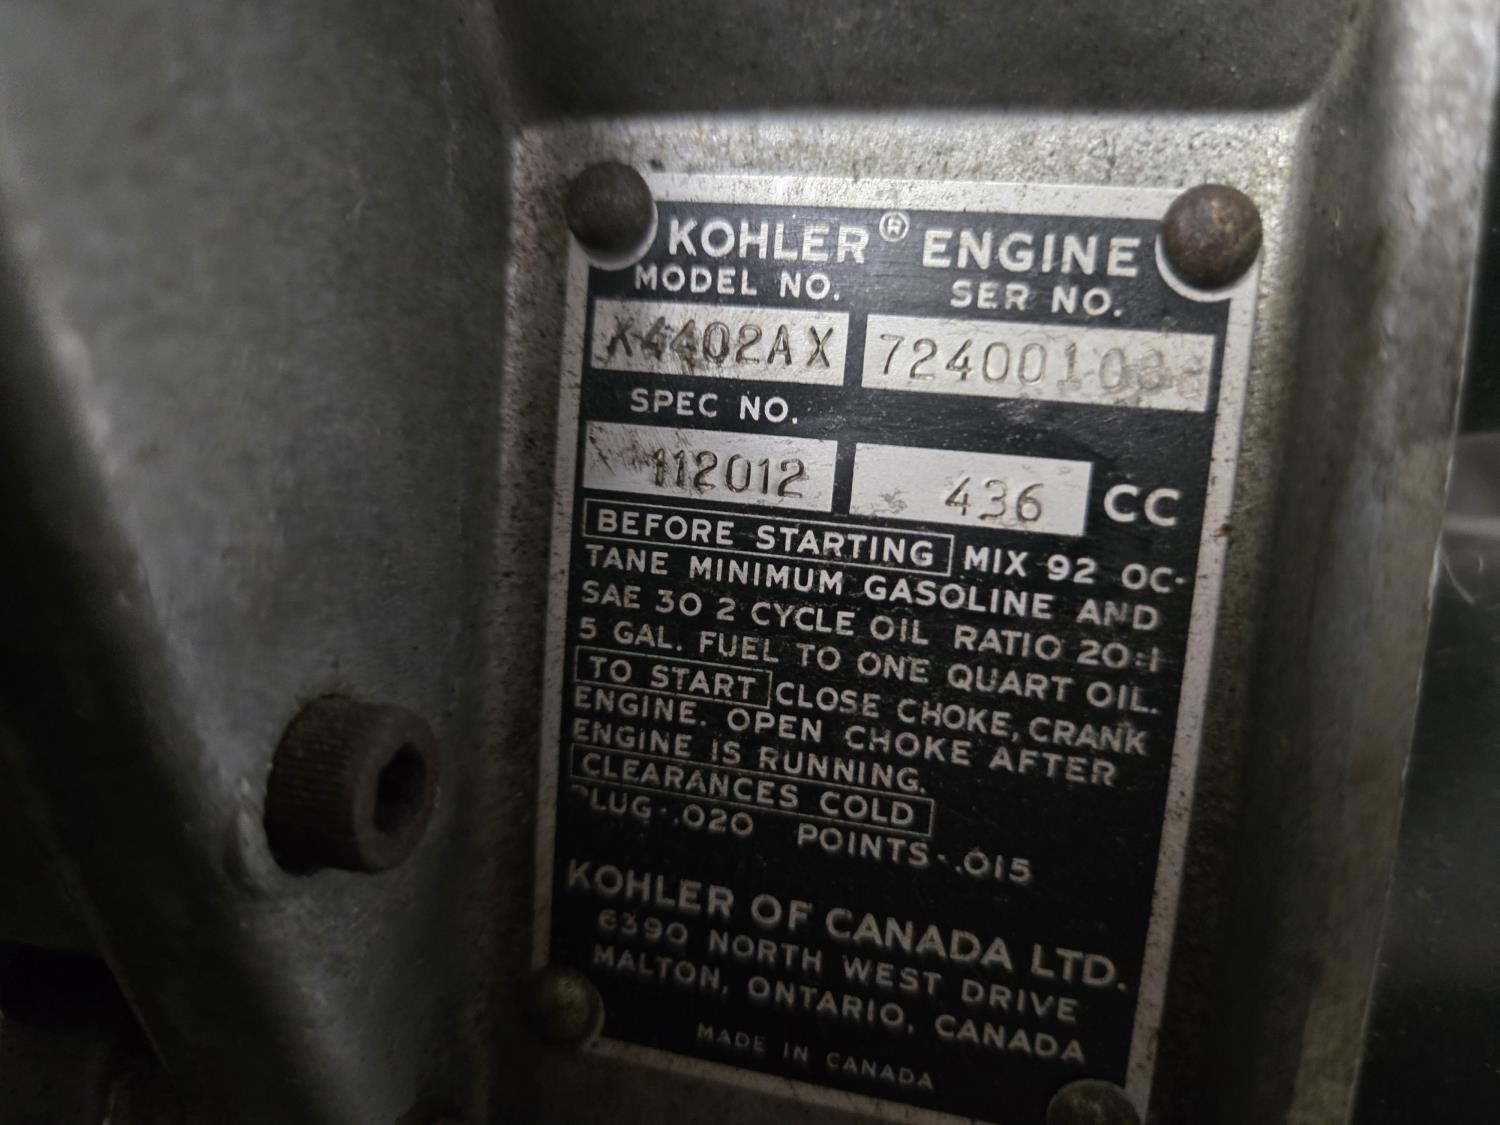 KOHLER® ENGINE
MODEL NO. SER NO.
K4402AX
SPEC NO.
112012 436 CC
BEFORE STARTING MIX 92 OC-
TANE MINIMUM GASOLINE AND
SAE 30 2 CYCLE OIL RATIO 20:1
5 GAL. FUEL TO ONE QUART OIL.
TO START CLOSE CHOKE, CRANK
ENGINE. OPEN CHOKE AFTER
ENGINE IS RUNNING.
CLEARANCES COLD
PLUG-.020 POINTS-.015
KOHLER OF CANADA LTD.
6390 NORTH WEST DRIVE
MALTON, ONTARIO, CANADA
MADE IN CANADA